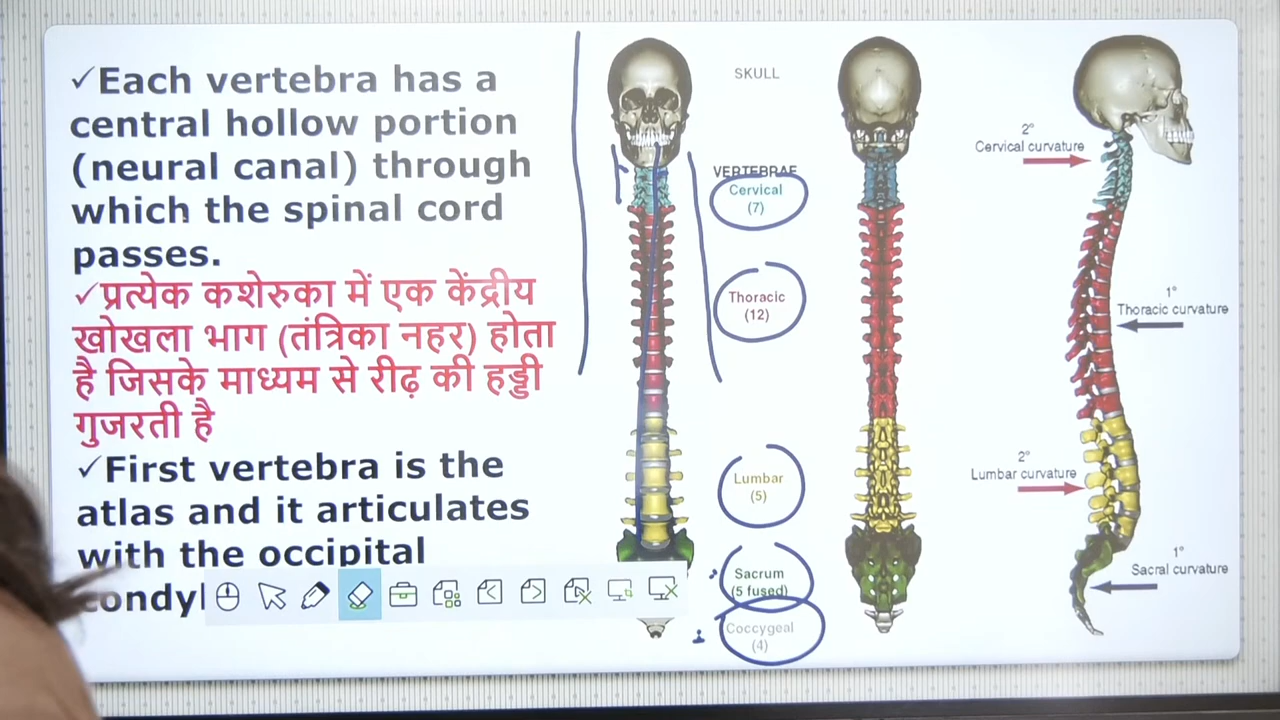 ✓Each vertebra has a
central hollow portion
(neural canal) through
which the spinal cord
passes.
✓प्रत्येक कशेरुका में एक केंद्रीय
खोखला भाग (तंत्रिका नहर) होता
है जिसके माध्यम से रीढ़ की हड्डी
गुजरती है
✓First vertebra is the
atlas and it articulates
with the occipital
SKULL
VERTEBRAE
Cervical
(7)
Thoracic
(12)
Lumbar
(5)
Sacrum
(5 fused)
Coccygeal
(4)
2°
Cervical curvature
1°
Thoracic curvature
2°
Lumbar curvature
1°
Sacral curvature